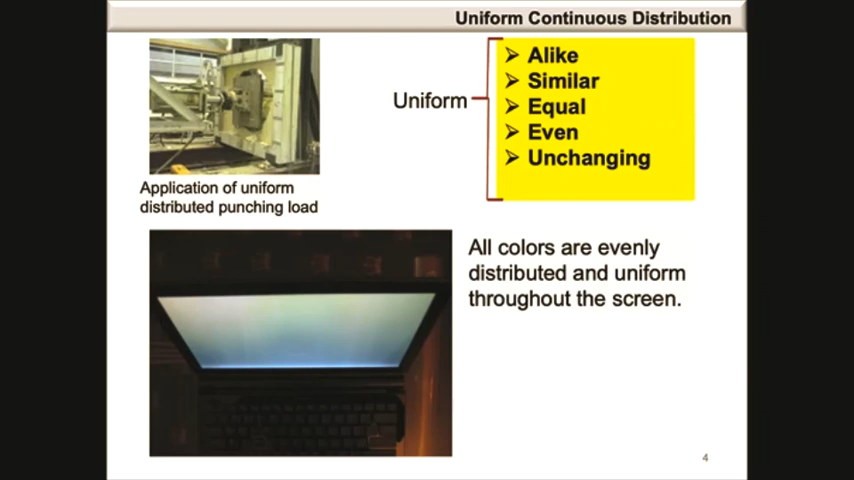 Uniform Continuous Distribution
Uniform
➢ Alike
➢ Similar
➢ Equal
➢ Even
➢ Unchanging
Application of uniform
distributed punching load
All colors are evenly
distributed and uniform
throughout the screen.
4